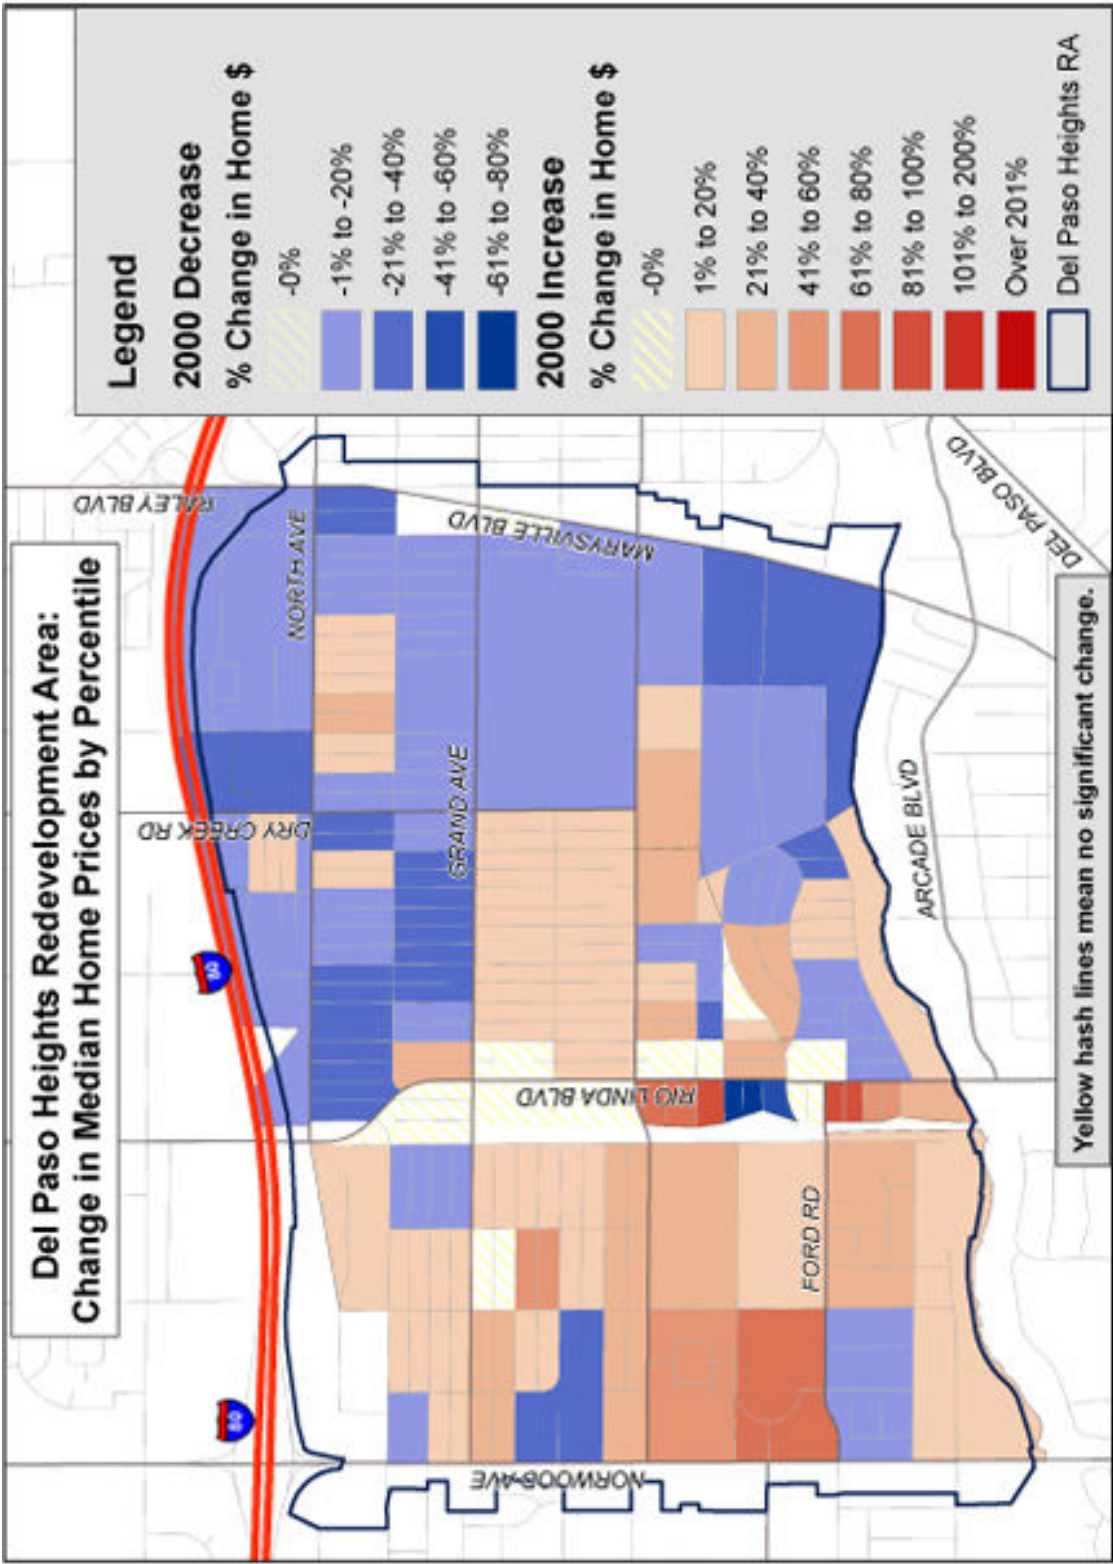 Del Paso Heights Redevelopment Area:
Change in Median Home Prices by Percentile
80
80
RALEY BLVD
NORTH AVE
DRY CREEK RD
MARYSVILLE BLVD
GRAND AVE
RIO LINDA BLVD
NORWOOD AVE
FORD RD
ARCADE BLVD
DEL PASO BLVD
Legend
2000 Decrease
% Change in Home $
-0%
-1% to -20%
-21% to -40%
-41% to -60%
-61% to -80%
2000 Increase
% Change in Home $
-0%
1% to 20%
21% to 40%
41% to 60%
61% to 80%
81% to 100%
101% to 200%
Over 201%
Del Paso Heights RA
Yellow hash lines mean no significant change.